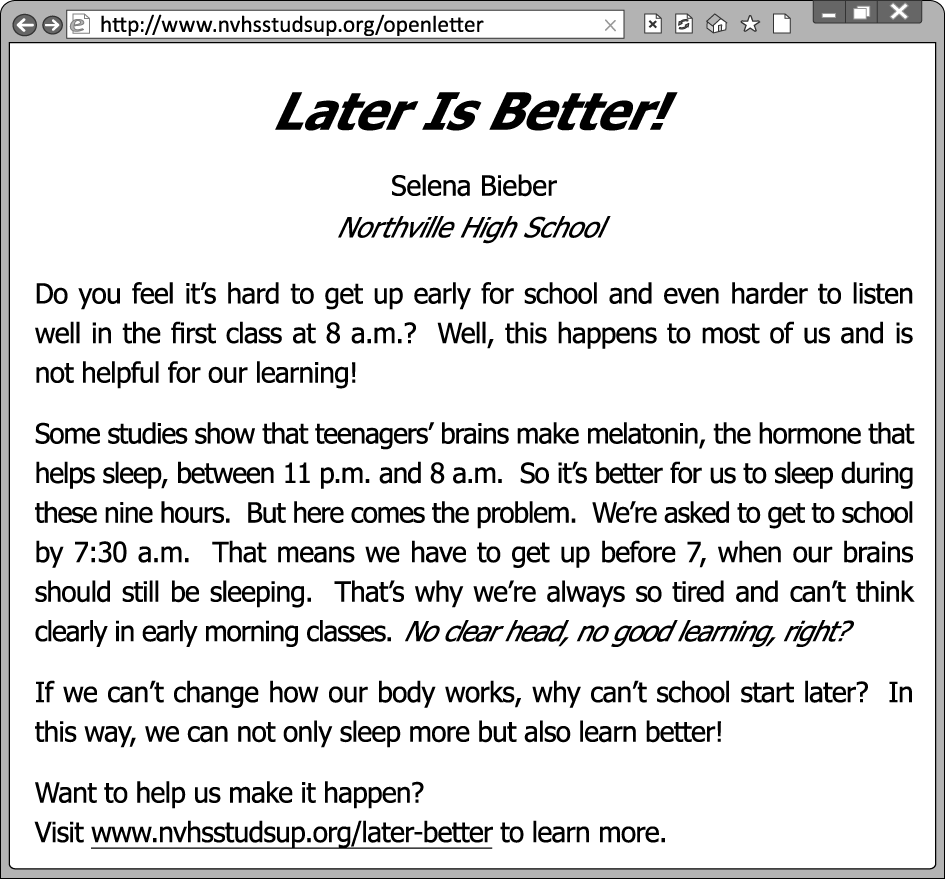 http://www.nvhsstudsup.org/openletter
Later Is Better!
Selena Bieber
Northville High School
Do you feel it's hard to get up early for school and even harder to listen
well in the first class at 8 a.m.? Well, this happens to most of us and is
not helpful for our learning!
Some studies show that teenagers' brains make melatonin, the hormone that
helps sleep, between 11 p.m. and 8 a.m. So it's better for us to sleep during
these nine hours. But here comes the problem. We're asked to get to school
by 7:30 a.m. That means we have to get up before 7, when our brains
should still be sleeping. That's why we're always so tired and can't think
clearly in early morning classes. No clear head, no good learning, right?
If we can't change how our body works, why can't school start later? In
this way, we can not only sleep more but also learn better!
Want to help us make it happen?
Visit www.nvhsstudsup.org/later-better to learn more.